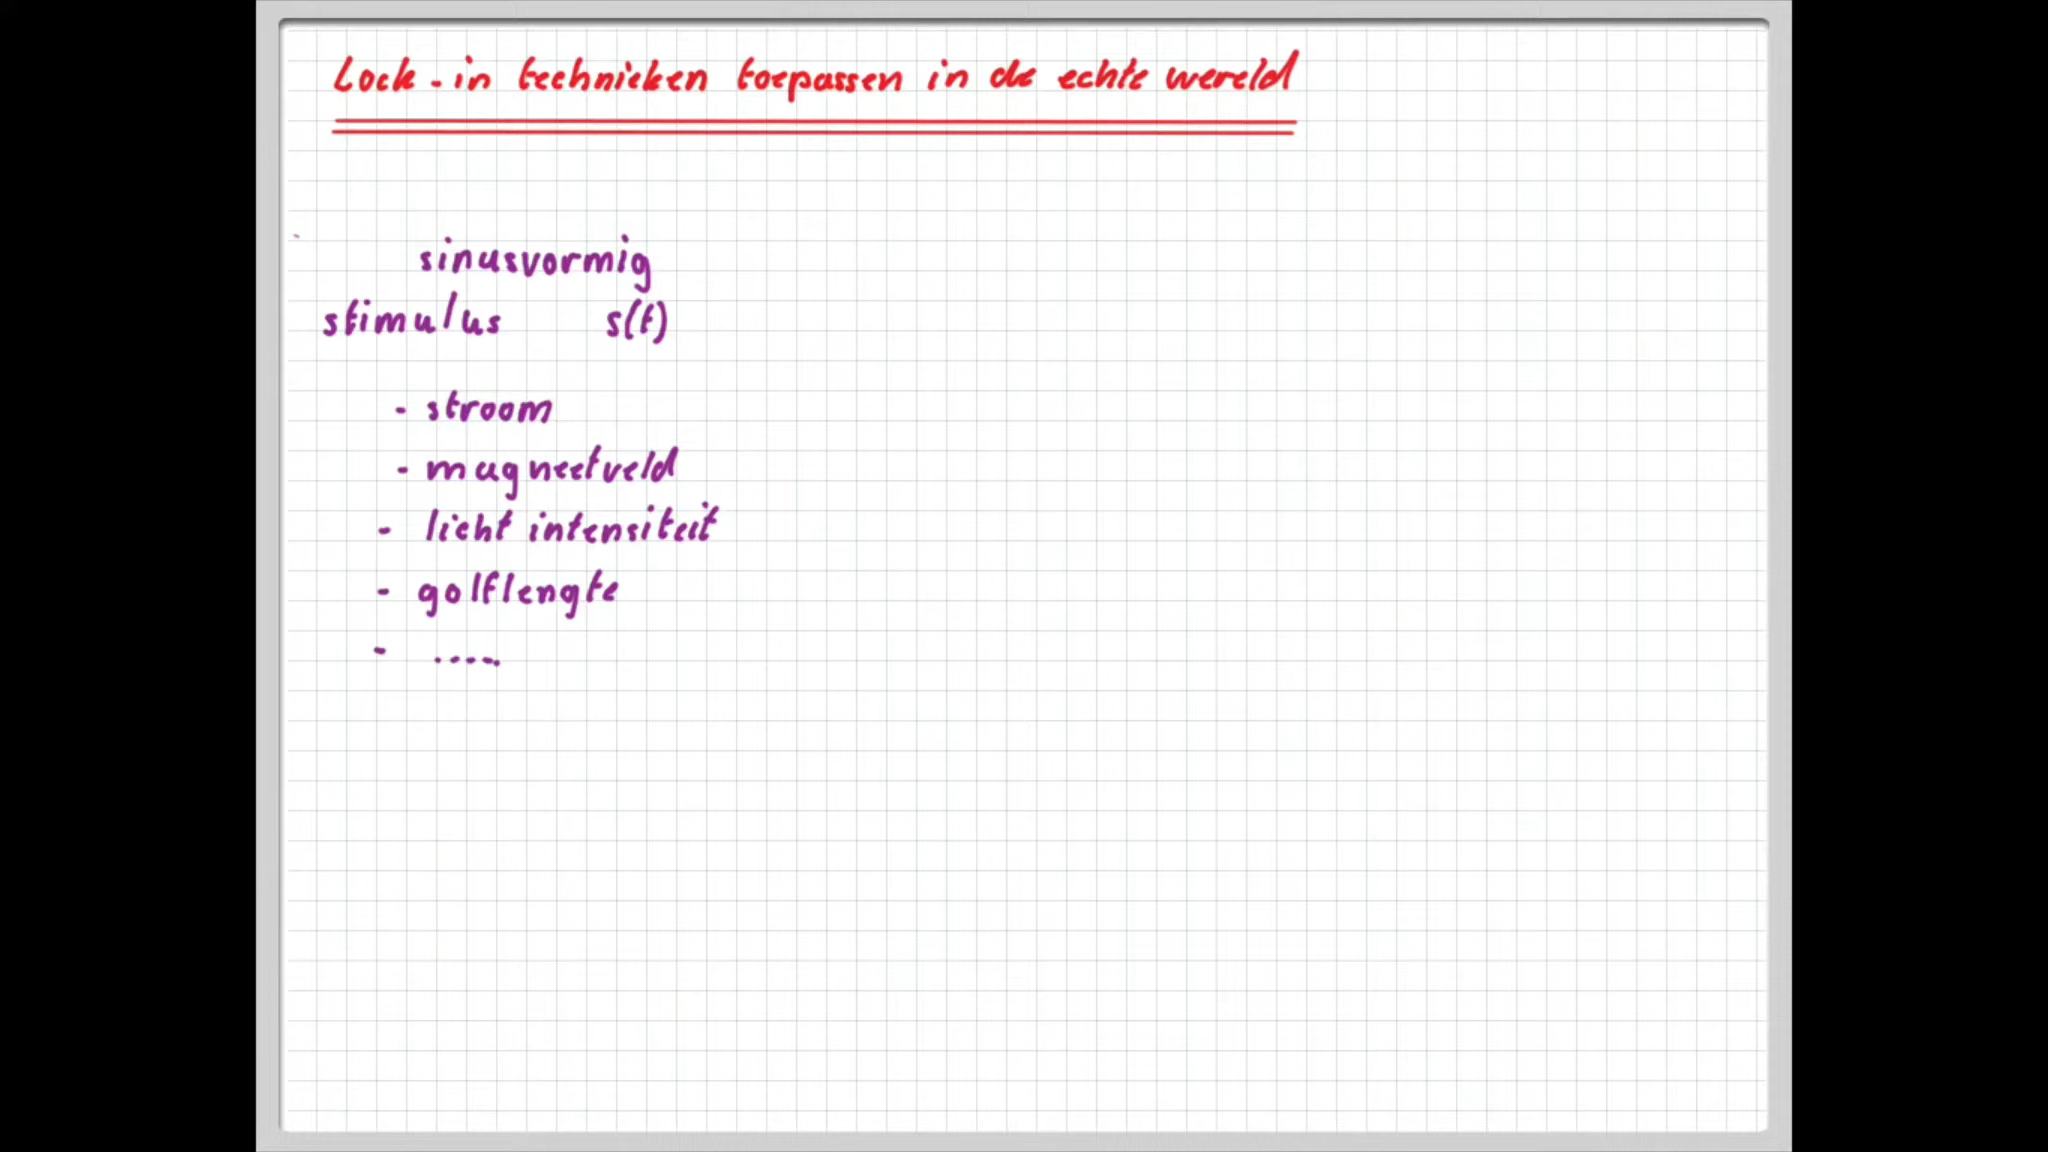 Lock-in technieken toepassen in de echte wereld
sinusvormig
stimulus s(t)
- stroom
- magneetveld
- licht intensiteit
- golflengte
- .....